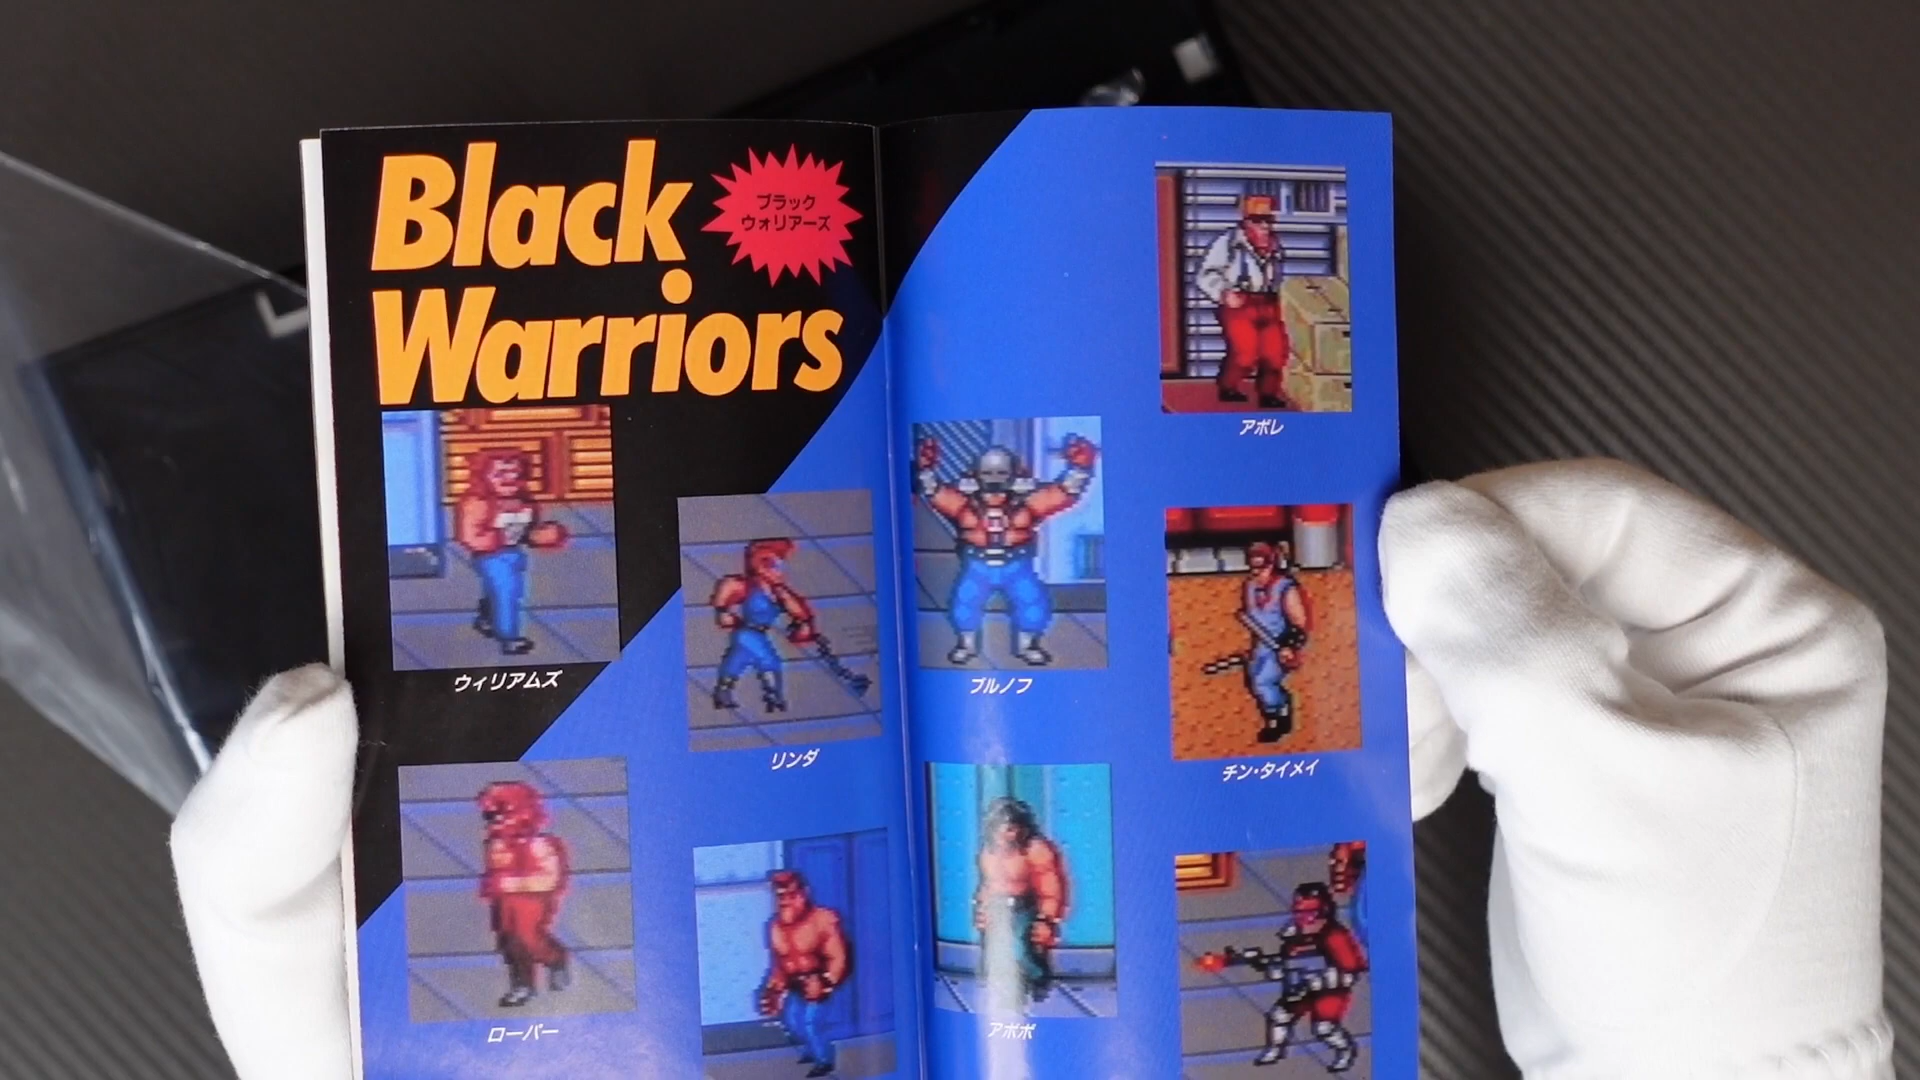 Black
Warriors
ブラック
ウォリアーズ
ウィリアムズ
リンダ
ローパー
ブルノフ
アボボ
アボレ
チン・タイメイ